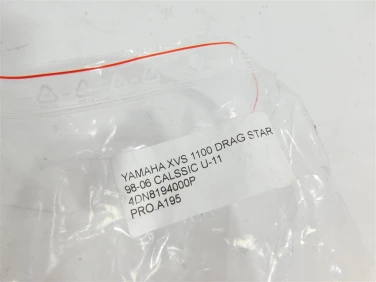 YAMAHA XVS 1100 DRAG STAR
98-06 CALSSIC U-11
4DN8194000P
PRO.A195